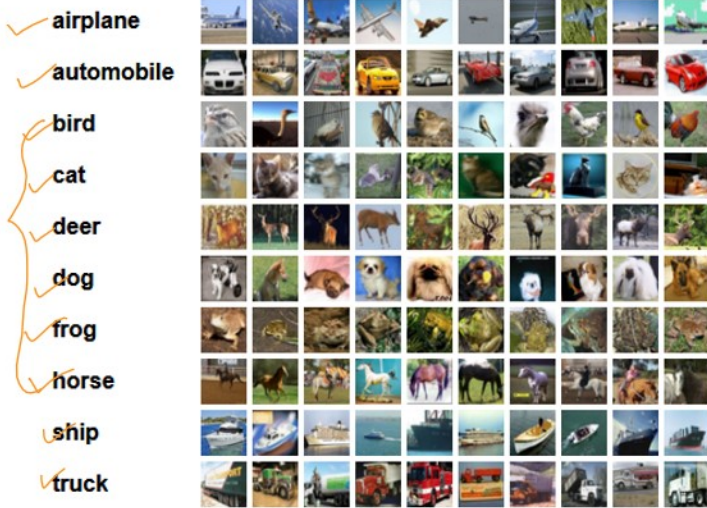 airplane
automobile
bird
cat
deer
dog
frog
horse
ship
truck